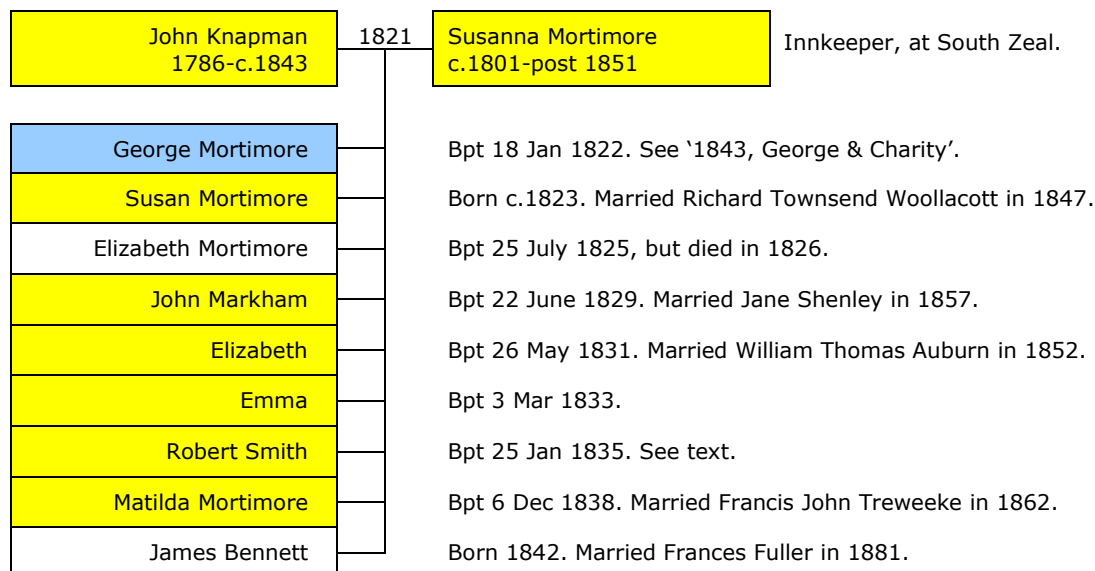 John Knapman
1786-c.1843
1821
Susanna Mortimore
c.1801-post 1851
Innkeeper, at South Zeal.
George Mortimore
Bpt 18 Jan 1822. See ‘1843, George & Charity’.
Susan Mortimore
Born c.1823. Married Richard Townsend Woollacott in 1847.
Elizabeth Mortimore
Bpt 25 July 1825, but died in 1826.
John Markham
Bpt 22 June 1829. Married Jane Shenley in 1857.
Elizabeth
Bpt 26 May 1831. Married William Thomas Auburn in 1852.
Emma
Bpt 3 Mar 1833.
Robert Smith
Bpt 25 Jan 1835. See text.
Matilda Mortimore
Bpt 6 Dec 1838. Married Francis John Treweeke in 1862.
James Bennett
Born 1842. Married Frances Fuller in 1881.